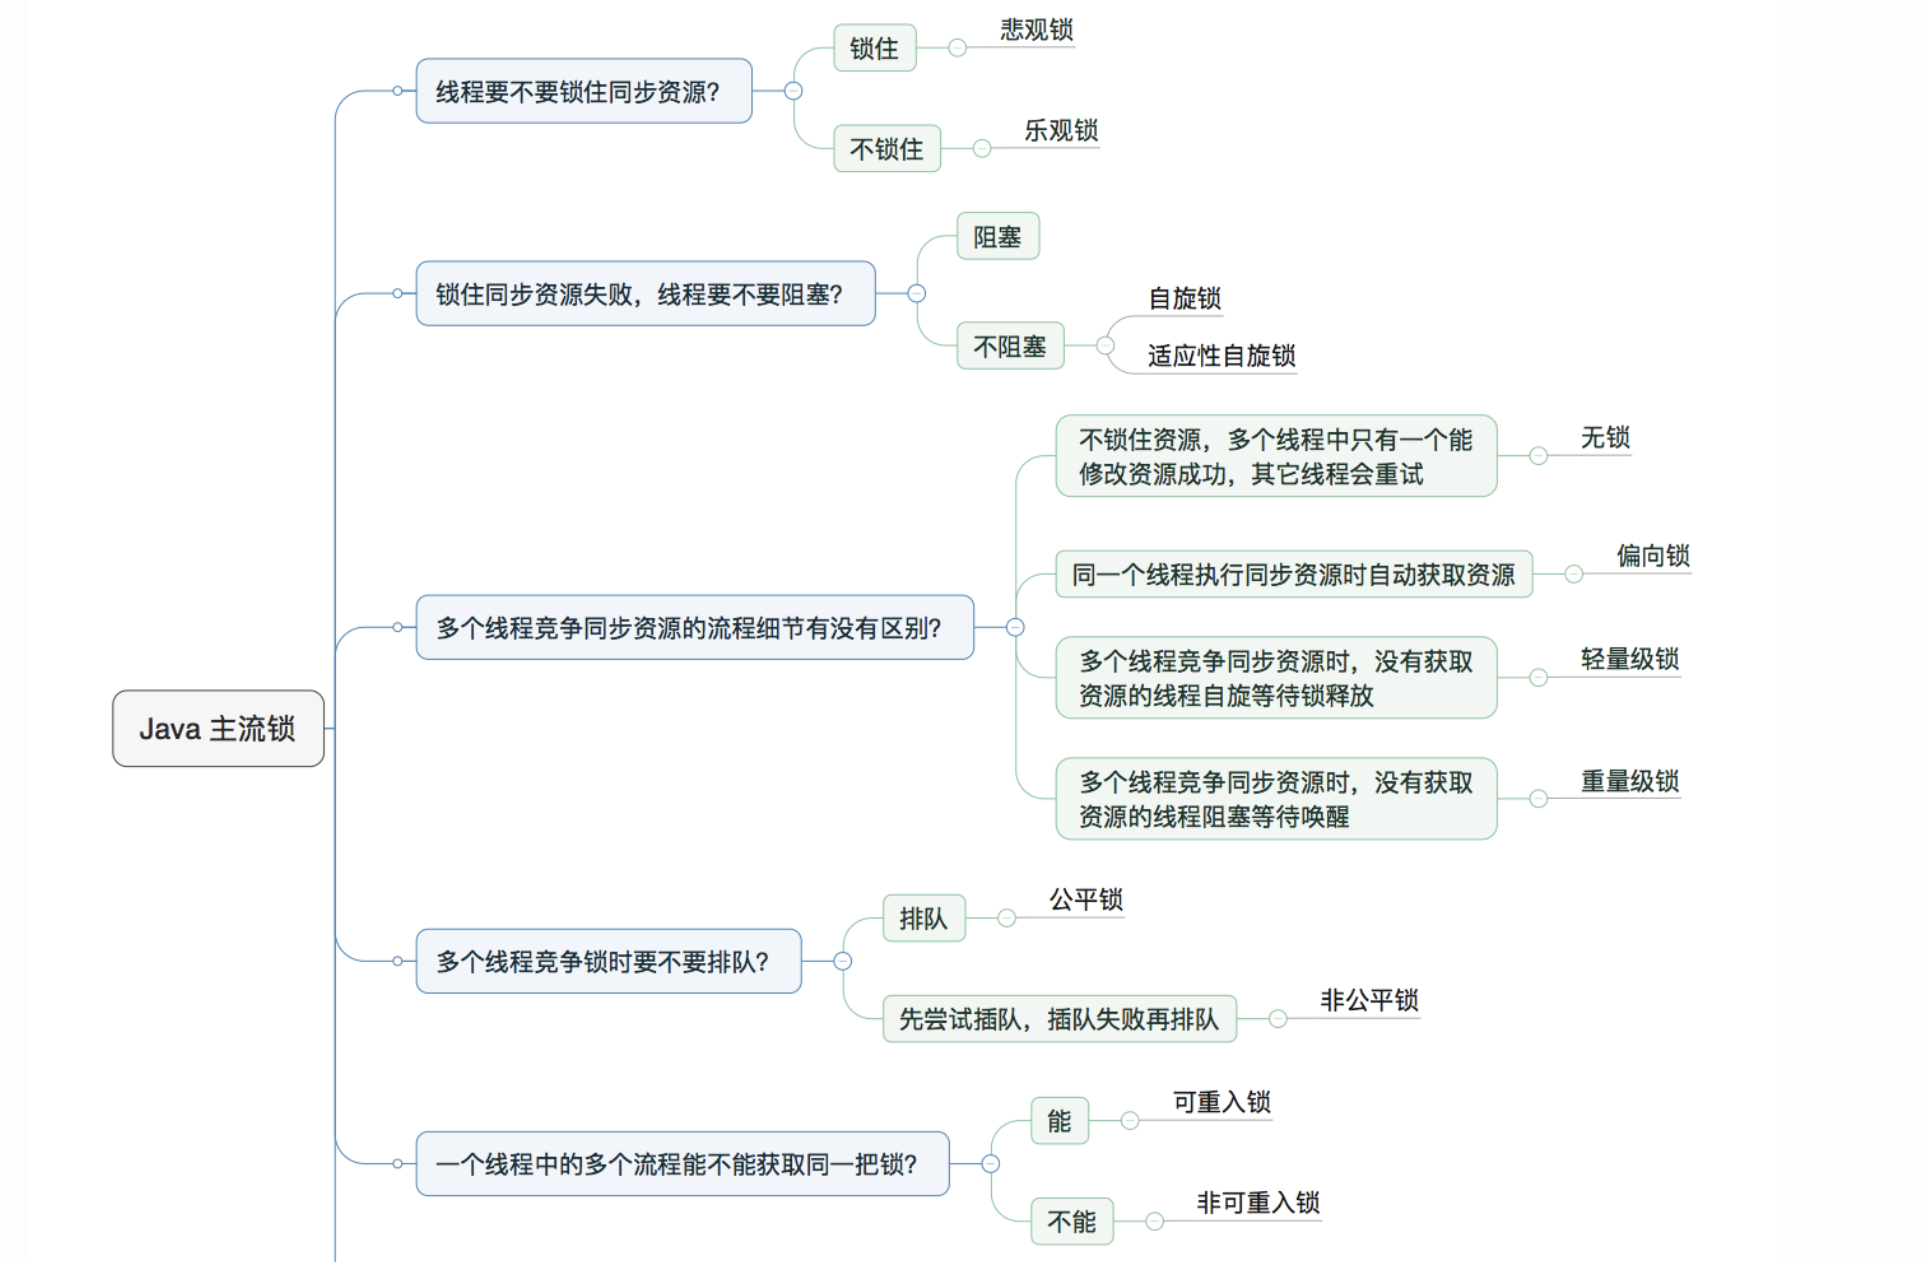 Java 主流锁
线程要不要锁住同步资源？
锁住
悲观锁
不锁住
乐观锁
锁住同步资源失败，线程要不要阻塞？
阻塞
不阻塞
自旋锁
适应性自旋锁
多个线程竞争同步资源的流程细节有没有区别？
不锁住资源，多个线程中只有一个能
修改资源成功，其它线程会重试
无锁
同一个线程执行同步资源时自动获取资源
偏向锁
多个线程竞争同步资源时，没有获取
资源的线程自旋等待锁释放
轻量级锁
多个线程竞争同步资源时，没有获取
资源的线程阻塞等待唤醒
重量级锁
多个线程竞争锁时要不要排队？
排队
公平锁
先尝试插队，插队失败再排队
非公平锁
一个线程中的多个流程能不能获取同一把锁？
能
可重入锁
不能
非可重入锁